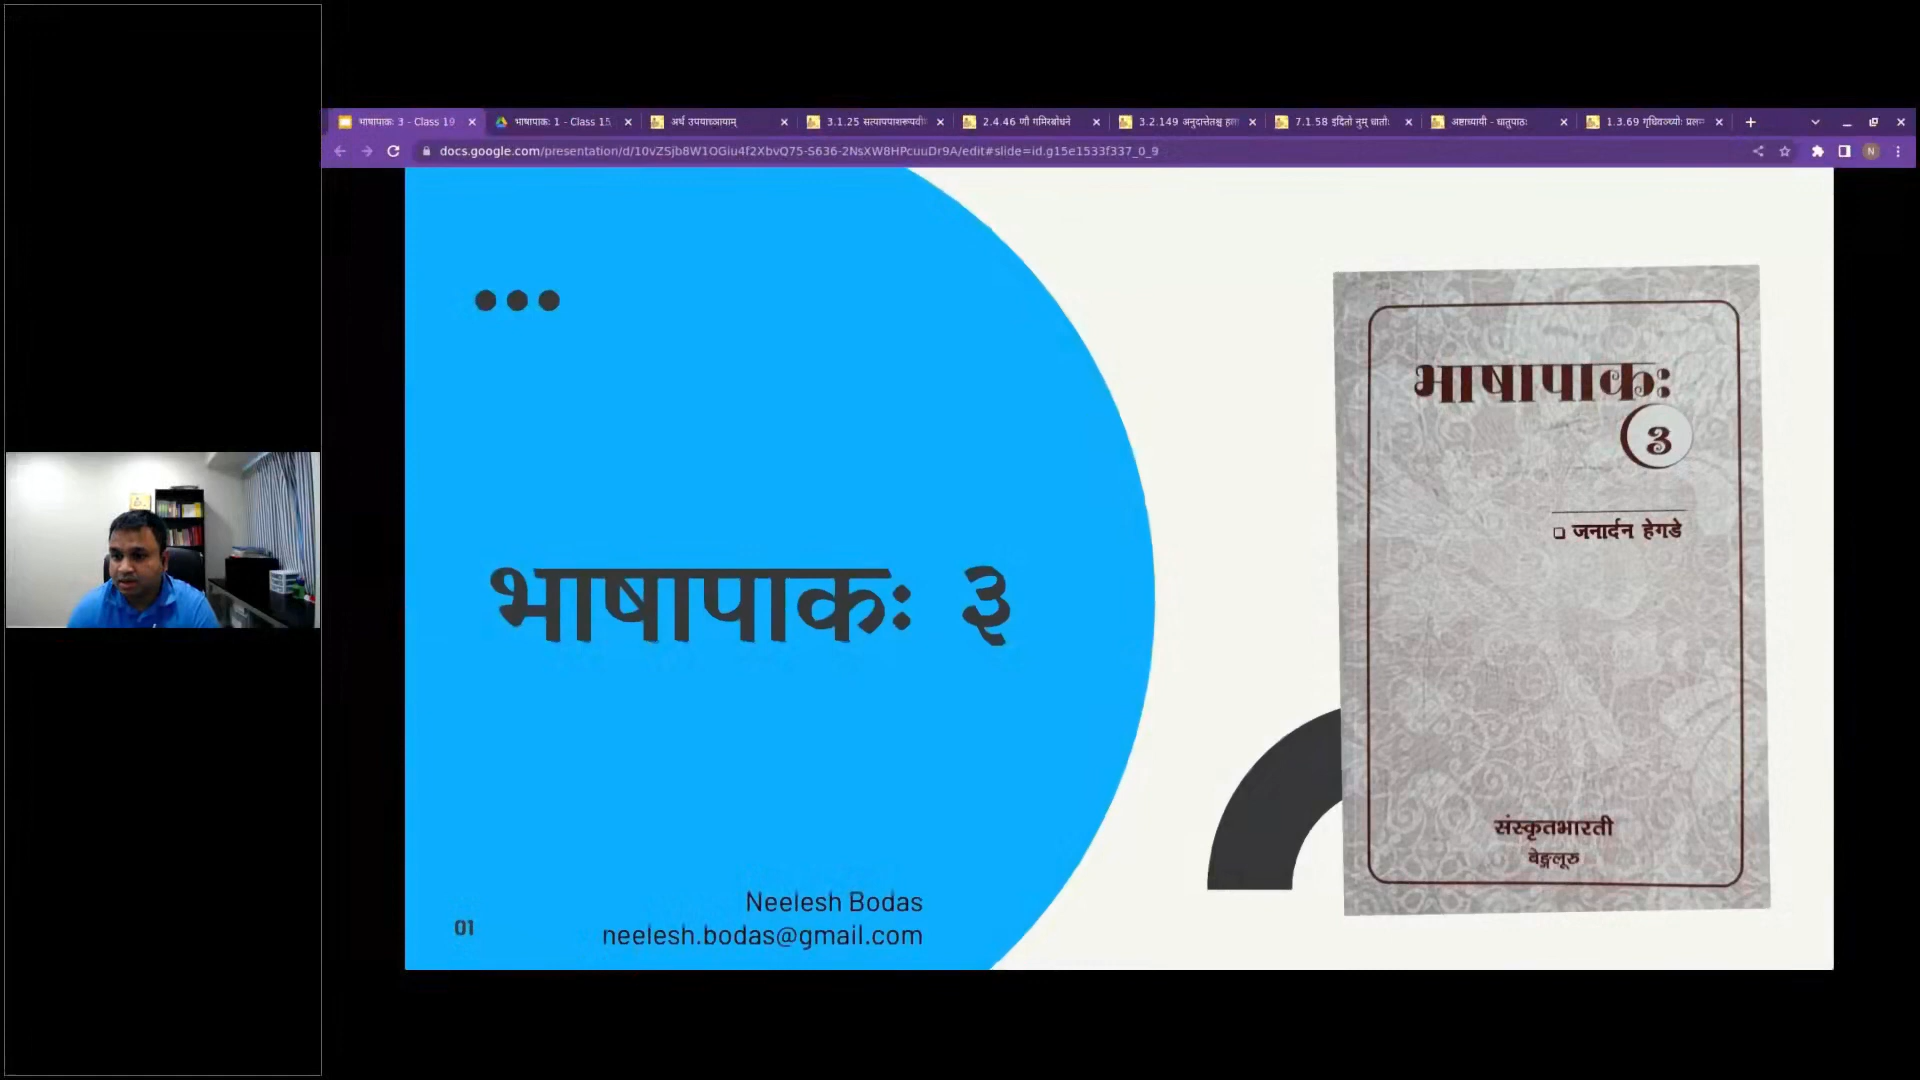 भाषापाकः 3 - Class 19
भाषापाकः 1 - Class 15
अर्थ उपयाच्ञायाम्
3.1.25 सत्यापपाशरूपवी
2.4.46 णौ गमिरबोधने
3.2.149 अनुदात्तेतश्च हला
7.1.58 इदितो नुम् धातोः
अष्टाध्यायी - धातुपाठः
1.3.69 गृधिवञ्च्योः प्रलम्
docs.google.com/presentation/d/10vZSjb8W1OGiu4f2XbvQ75-S636-2NsXW8HPcuuDr9A/edit#slide=id.g15e1533f337_0_9
N
भाषापाकः ३
Neelesh Bodas
neelesh.bodas@gmail.com
01
भाषापाकः
३
जनार्दन हेगडे
संस्कृतभारती
बेङ्गलूरु